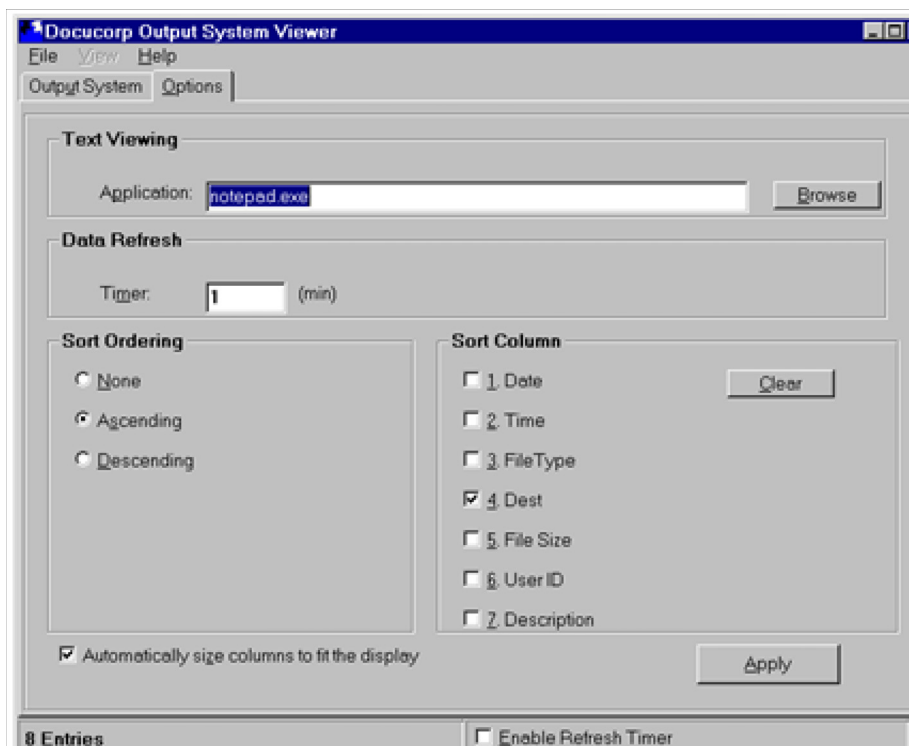 Docucorp Output System Viewer
File View Help
Output System Options
Text Viewing
Application: notepad.exe Browse
Data Refresh
Timer: 1 (min)
Sort Ordering
None
Ascending
Descending
Sort Column
1. Date Clear
2. Time
3. FileType
4. Dest
5. File Size
6. User ID
7. Description
Automatically size columns to fit the display
Apply
8 Entries
Enable Refresh Timer